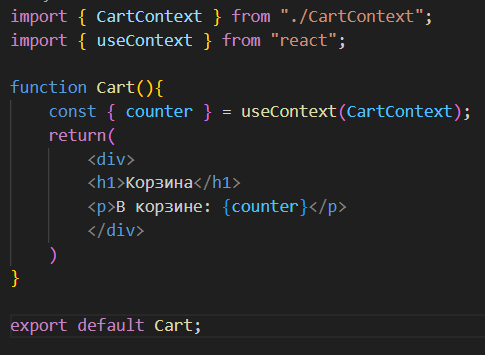 import { CartContext } from "./CartContext";
import { useContext } from "react";
function Cart(){
const { counter } = useContext(CartContext);
return(
<div>
<h1>Корзина</h1>
<p>В корзине: {counter}</p>
</div>
)
}
export default Cart;